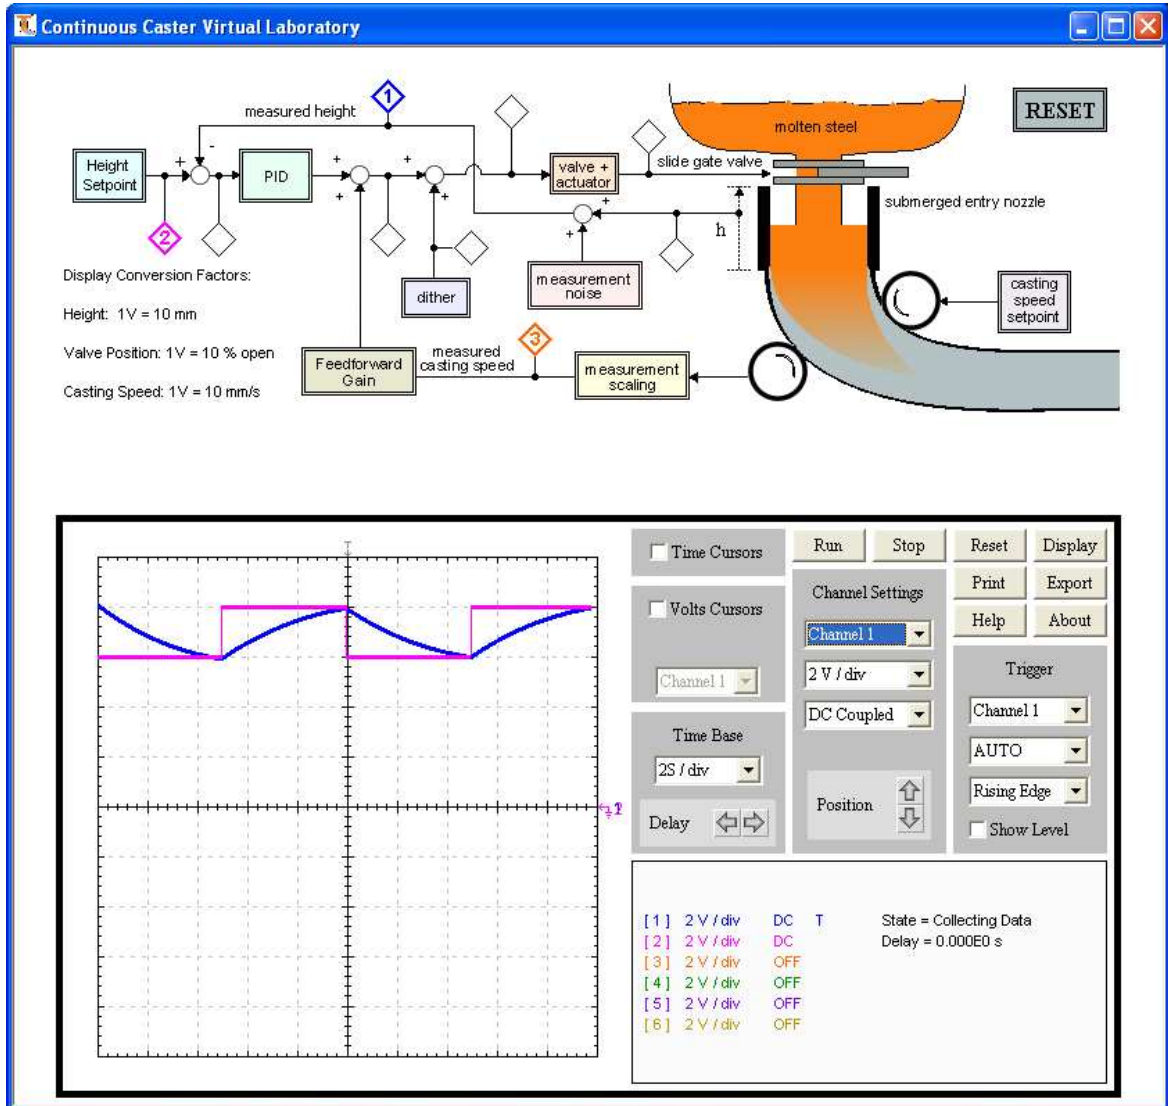 Continuous Caster Virtual Laboratory
1
measured height
molten steel
RESET
Height
Setpoint
+
-
PID
+
+
+
+
valve +
actuator
slide gate valve
submerged entry nozzle
2
h
+
+
Display Conversion Factors:
dither
measurement
noise
casting
speed
setpoint
Height: 1V = 10 mm
3
Valve Position: 1V = 10 % open
Feedforward
Gain
measured
casting speed
measurement
scaling
Casting Speed: 1V = 10 mm/s
T
Time Cursors
Run
Stop
Reset
Display
Volts Cursors
Channel Settings
Print
Export
Channel 1
Help
About
Channel 1
2 V / div
Trigger
DC Coupled
Channel 1
Time Base
AUTO
2S / div
Rising Edge
Delay
Position
Show Level
[1] 2 V / div DC T State = Collecting Data
[2] 2 V / div DC Delay = 0.000E0 s
[3] 2 V / div OFF
[4] 2 V / div OFF
[5] 2 V / div OFF
[6] 2 V / div OFF